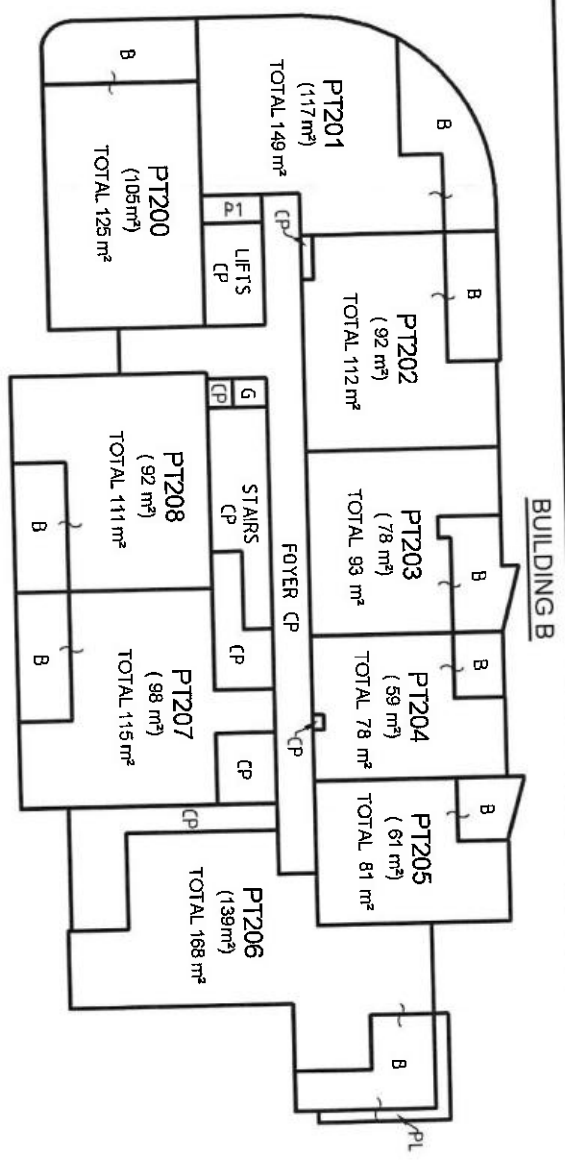 BUILDING B
B
PT201
(117 m²)
TOTAL 149 m²
B
PT200
(105m²)
TOTAL 125 m²
P1
LIFTS
CP
CP
B
PT202
( 92 m²)
TOTAL 112 m²
B
PT203
( 78 m²)
TOTAL 93 m²
B
PT204
( 59 m²)
TOTAL 78 m²
CP
B
PT205
( 61 m²)
TOTAL 81 m²
FOYER CP
G
CP
STAIRS
CP
CP
CP
CP
PT208
( 92 m²)
TOTAL 111 m²
B
PT207
( 98 m²)
TOTAL 115 m²
B
PT206
(139m²)
TOTAL 168 m²
B
PL